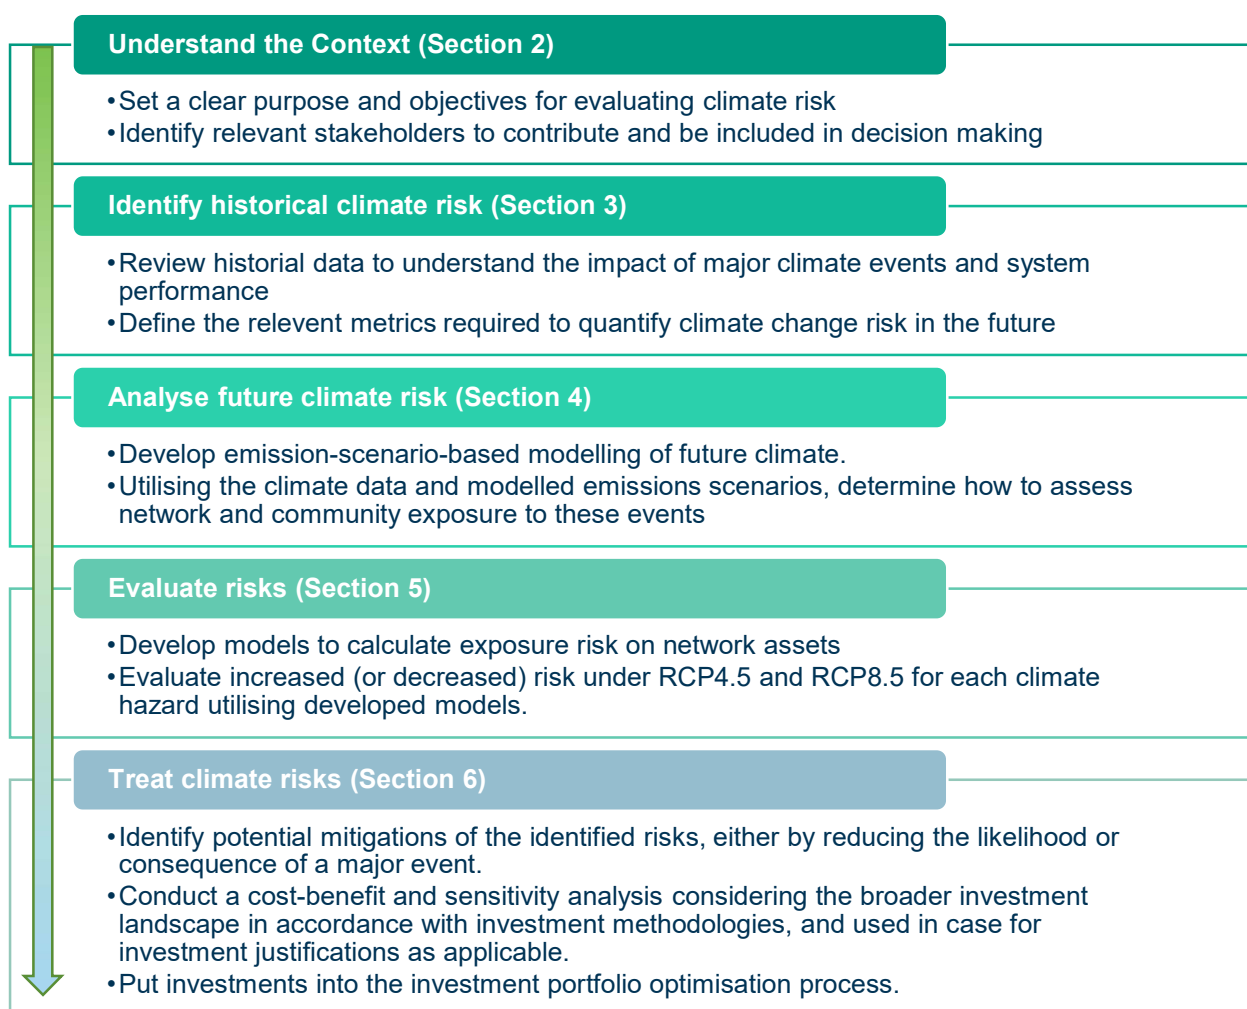 Understand the Context (Section 2)
•Set a clear purpose and objectives for evaluating climate risk
•Identify relevant stakeholders to contribute and be included in decision making
Identify historical climate risk (Section 3)
•Review historial data to understand the impact of major climate events and system
performance
•Define the relevent metrics required to quantify climate change risk in the future
Analyse future climate risk (Section 4)
•Develop emission-scenario-based modelling of future climate.
•Utilising the climate data and modelled emissions scenarios, determine how to assess
network and community exposure to these events
Evaluate risks (Section 5)
•Develop models to calculate exposure risk on network assets
•Evaluate increased (or decreased) risk under RCP4.5 and RCP8.5 for each climate
hazard utilising developed models.
Treat climate risks (Section 6)
•Identify potential mitigations of the identified risks, either by reducing the likelihood or
consequence of a major event.
•Conduct a cost-benefit and sensitivity analysis considering the broader investment
landscape in accordance with investment methodologies, and used in case for
investment justifications as applicable.
•Put investments into the investment portfolio optimisation process.